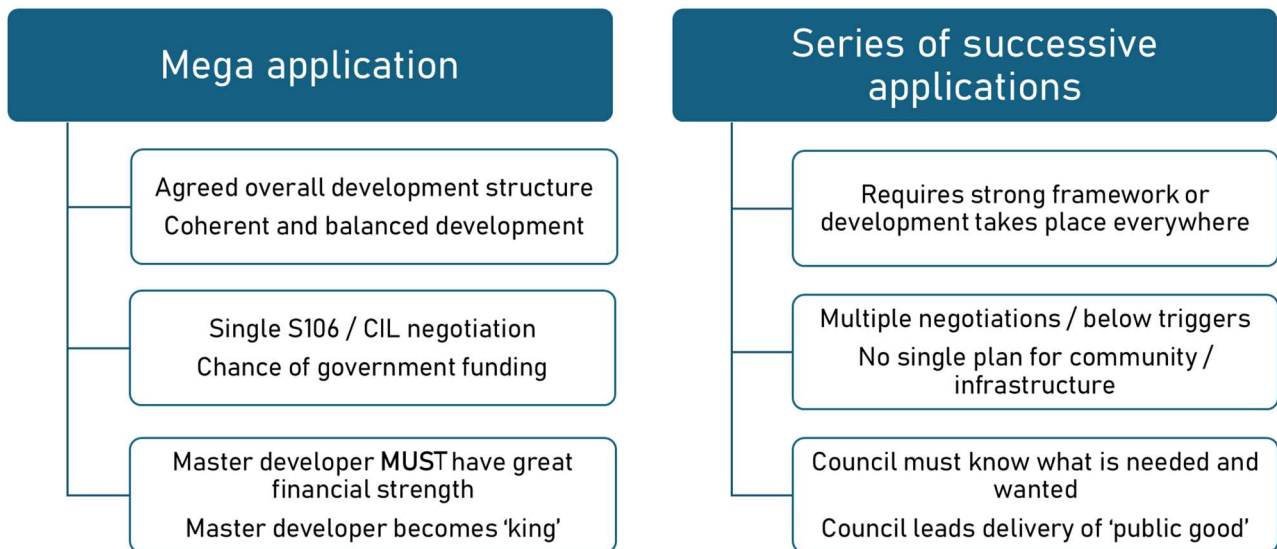 Mega application
Agreed overall development structure
Coherent and balanced development
Single S106 / CIL negotiation
Chance of government funding
Master developer MUST have great
financial strength
Master developer becomes ‘king’
Series of successive
applications
Requires strong framework or
development takes place everywhere
Multiple negotiations / below triggers
No single plan for community /
infrastructure
Council must know what is needed and
wanted
Council leads delivery of ‘public good’